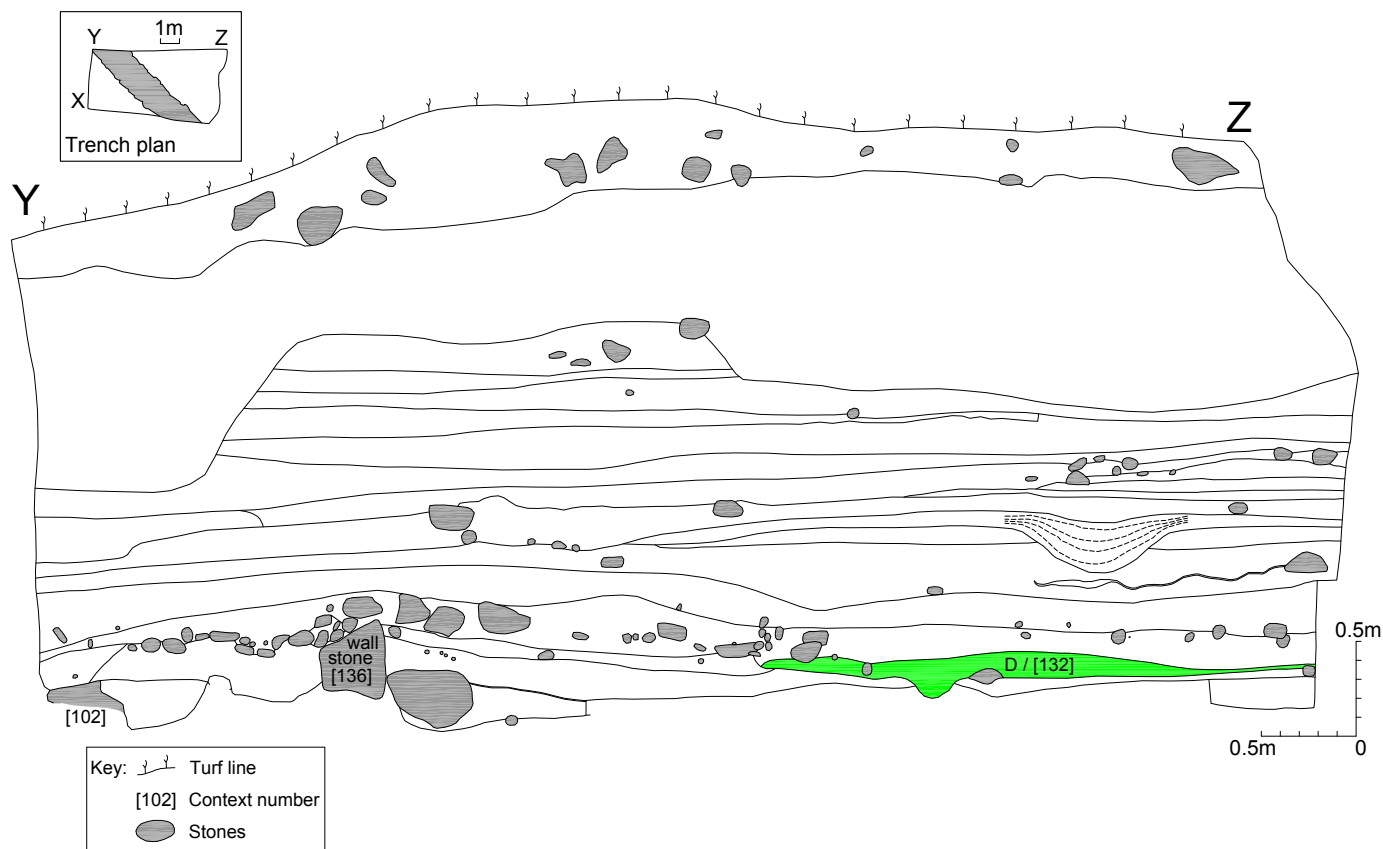 Y
1m
Z
X
Trench plan
Y
Z
wall
stone
[136]
D / [132]
[102]
0.5m
0.5m
0
Key:
Turf line
[102]
Context number
Stones